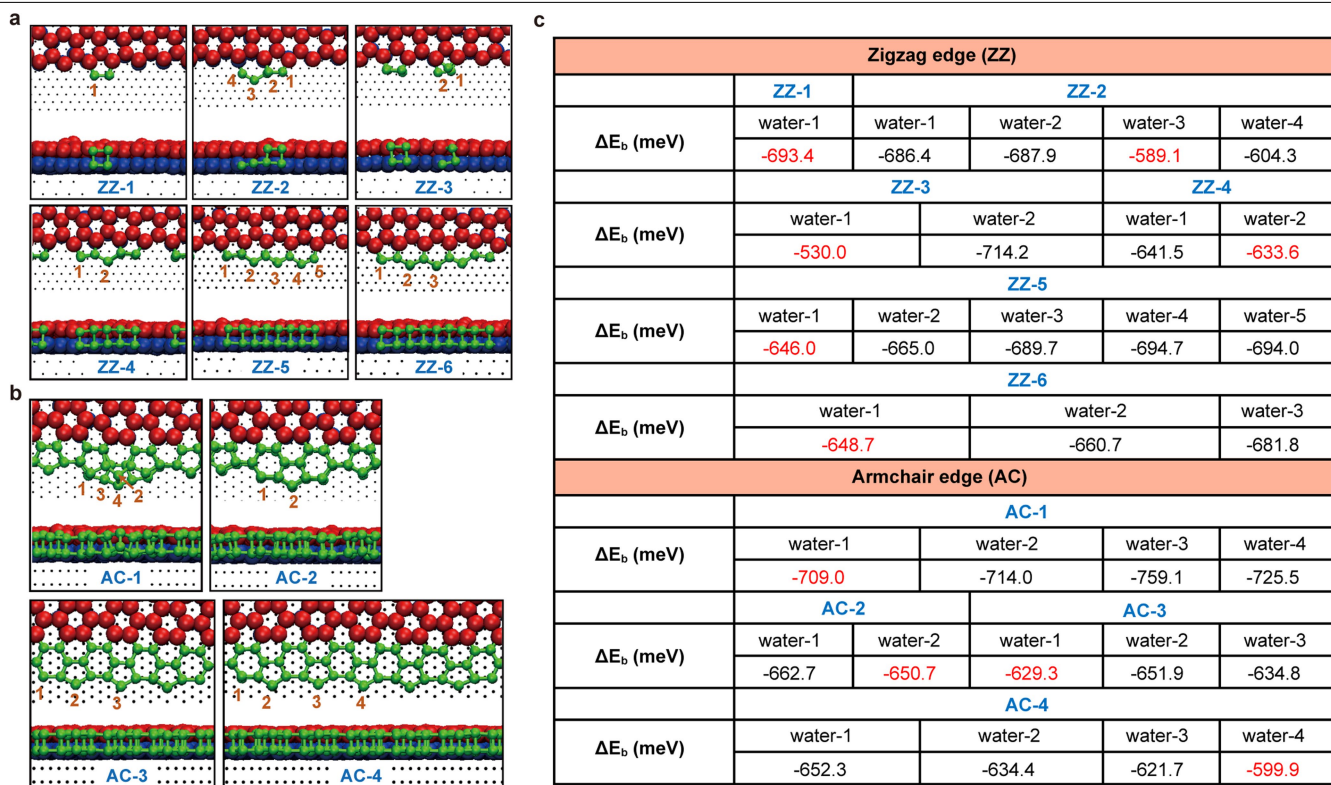 a
1
4 3 2 1
2 1
ZZ-1 ZZ-2 ZZ-3
1 2
1 2 3 4 5
1 2 3
ZZ-4 ZZ-5 ZZ-6
b
1 3 4 2
1 2
AC-1 AC-2
1 2 3
1 2 3 4
AC-3 AC-4
c
Zigzag edge (ZZ)
ZZ-1 ZZ-2
ΔE_b (meV) water-1 water-1 water-2 water-3 water-4
-693.4 -686.4 -687.9 -589.1 -604.3
ZZ-3 ZZ-4
ΔE_b (meV) water-1 water-2 water-1 water-2
-530.0 -714.2 -641.5 -633.6
ZZ-5
ΔE_b (meV) water-1 water-2 water-3 water-4 water-5
-646.0 -665.0 -689.7 -694.7 -694.0
ZZ-6
ΔE_b (meV) water-1 water-2 water-3
-648.7 -660.7 -681.8
Armchair edge (AC)
AC-1
ΔE_b (meV) water-1 water-2 water-3 water-4
-709.0 -714.0 -759.1 -725.5
AC-2 AC-3
ΔE_b (meV) water-1 water-2 water-1 water-2 water-3
-662.7 -650.7 -629.3 -651.9 -634.8
AC-4
ΔE_b (meV) water-1 water-2 water-3 water-4
-652.3 -634.4 -621.7 -599.9